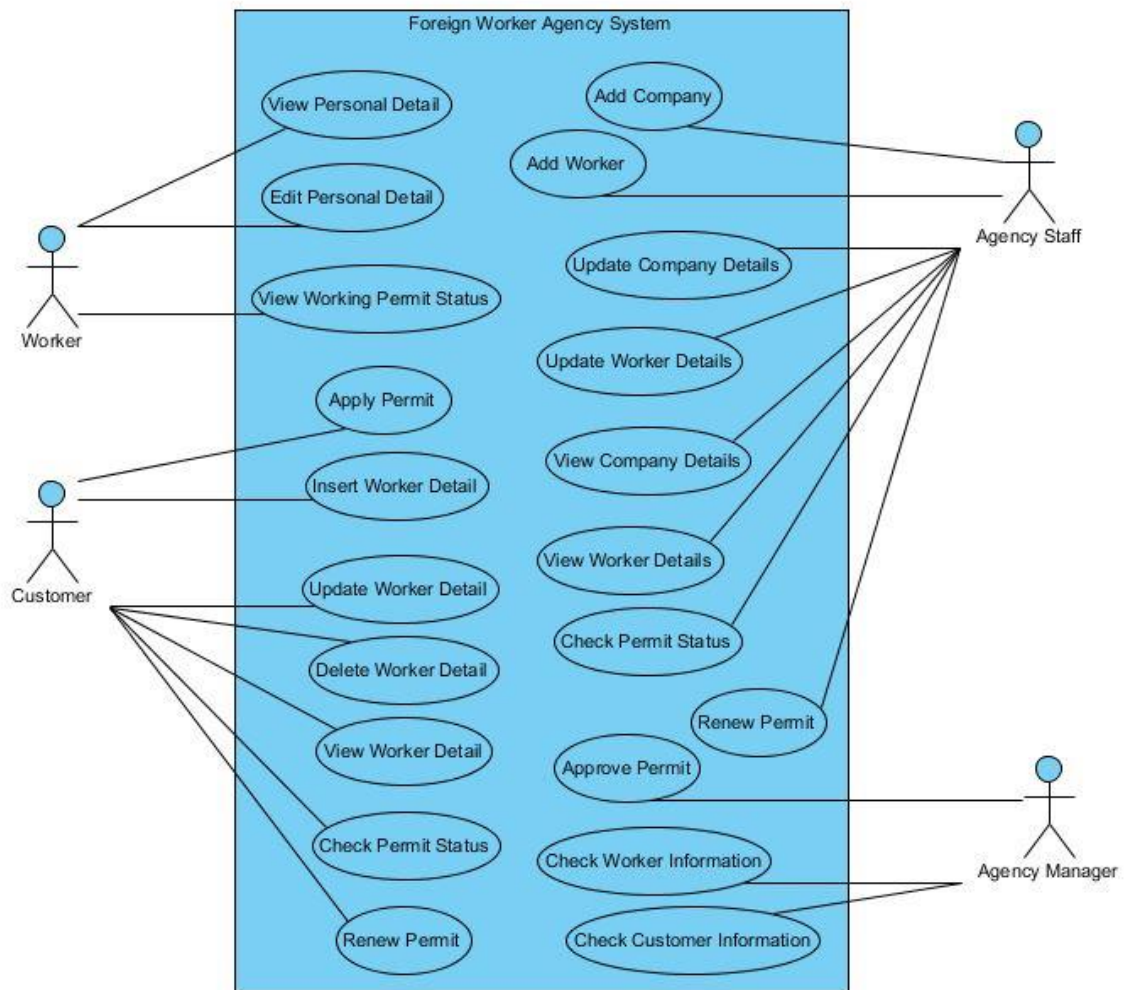 Foreign Worker Agency System
View Personal Detail
Edit Personal Detail
View Working Permit Status
Worker
Apply Permit
Insert Worker Detail
Customer
Update Worker Detail
Delete Worker Detail
View Worker Detail
Check Permit Status
Renew Permit
Add Company
Add Worker
Agency Staff
Update Company Details
Update Worker Details
View Company Details
View Worker Details
Check Permit Status
Renew Permit
Approve Permit
Check Worker Information
Agency Manager
Check Customer Information